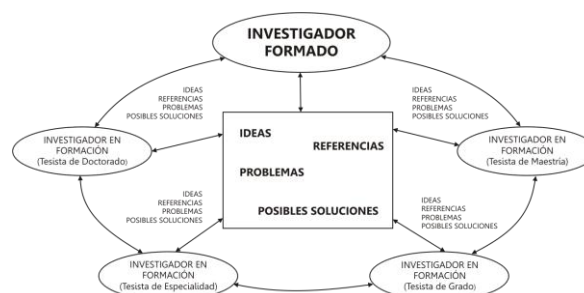 INVESTIGADOR
FORMADO
IDEAS
REFERENCIAS
PROBLEMAS
POSIBLES SOLUCIONES
IDEAS
REFERENCIAS
PROBLEMAS
POSIBLES SOLUCIONES
INVESTIGADOR EN
FORMACIÓN
(Tesista de Doctorado)
IDEAS
REFERENCIAS
PROBLEMAS
POSIBLES SOLUCIONES
INVESTIGADOR EN
FORMACIÓN
(Tesista de Maestría)
IDEAS
REFERENCIAS
PROBLEMAS
POSIBLES SOLUCIONES
IDEAS
REFERENCIAS
PROBLEMAS
POSIBLES SOLUCIONES
INVESTIGADOR EN
FORMACIÓN
(Tesista de Especialidad)
INVESTIGADOR EN
FORMACIÓN
(Tesista de Grado)